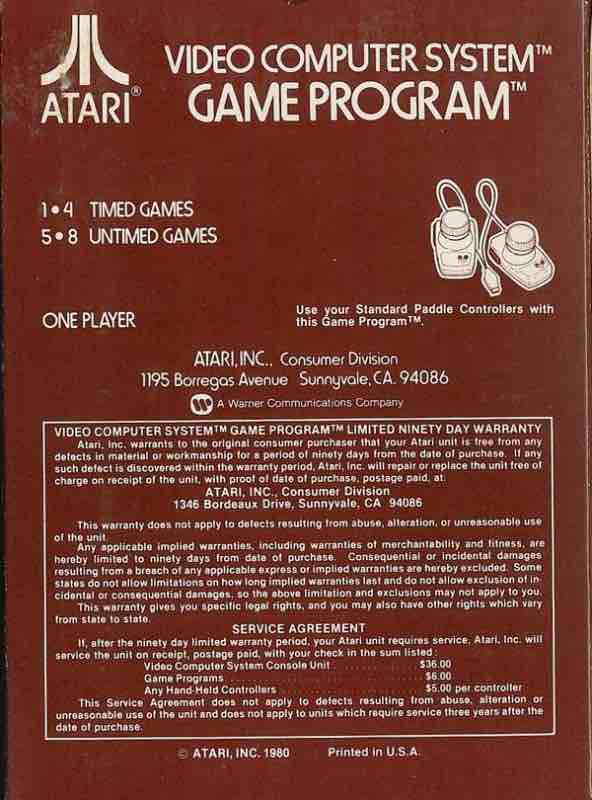 ATARI®
VIDEO COMPUTER SYSTEM™
GAME PROGRAM™
1•4 TIMED GAMES
5•8 UNTIMED GAMES
ONE PLAYER
Use your Standard Paddle Controllers with
this Game Program™.
ATARI, INC., Consumer Division
1195 Borregas Avenue Sunnyvale, CA. 94086
A Warner Communications Company
VIDEO COMPUTER SYSTEM™ GAME PROGRAM™ LIMITED NINETY DAY WARRANTY
Atari, Inc. warrants to the original consumer purchaser that your Atari unit is free from any
defects in material or workmanship for a period of ninety days from the date of purchase. If any
such defect is discovered within the warranty period, Atari, Inc. will repair or replace the unit free of
charge on receipt of the unit, with proof of date of purchase, postage paid, at:
ATARI, INC., Consumer Division
1346 Bordeaux Drive, Sunnyvale, CA 94086
This warranty does not apply to defects resulting from abuse, alteration, or unreasonable use
of the unit.
Any applicable implied warranties, including warranties of merchantability and fitness, are
hereby limited to ninety days from date of purchase. Consequential or incidental damages
resulting from a breach of any applicable express or implied warranties are hereby excluded. Some
states do not allow limitations on how long implied warranties last and do not allow exclusion of in-
cidental or consequential damages, so the above limitation and exclusions may not apply to you.
This warranty gives you specific legal rights, and you may also have other rights which vary
from state to state.
SERVICE AGREEMENT
If, after the ninety day limited warranty period, your Atari unit requires service, Atari, Inc. will
service the unit on receipt, postage paid, with your check in the sum listed:
Video Computer System Console Unit .............. $36.00
Game Programs .............................. $6.00
Any Hand-Held Controllers ..................... $5.00 per controller
This Service Agreement does not apply to defects resulting from abuse, alteration or
unreasonable use of the unit and does not apply to units which require service three years after the
date of purchase.
© ATARI, INC. 1980 Printed in U.S.A.